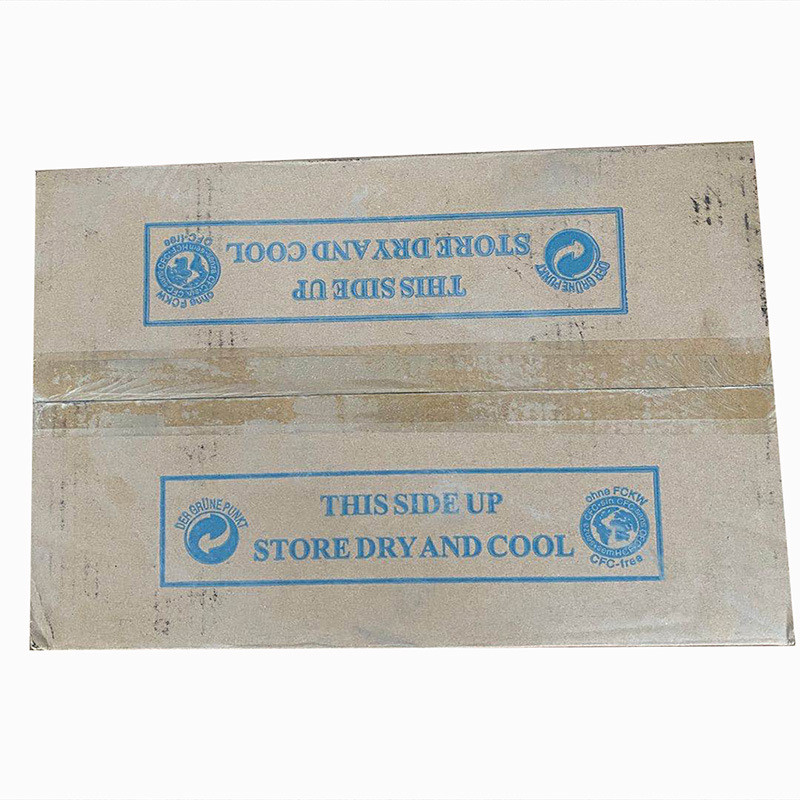 DER GRÜNE PUNKT
STORE DRY AND COOL
THIS SIDE UP
ohne FCKW
CFC-free
THIS SIDE UP
STORE DRY AND COOL
DER GRÜNE PUNKT
ohne FCKW
CFC-free